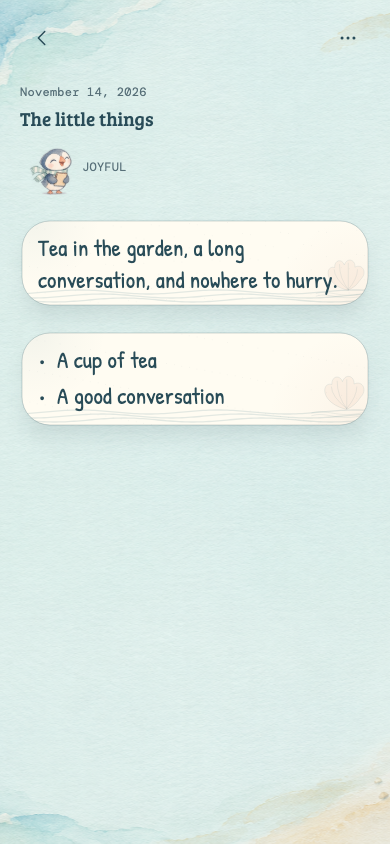 November 14, 2026
The little things
JOYFUL
Tea in the garden, a long
conversation, and nowhere to hurry.
• A cup of tea
• A good conversation